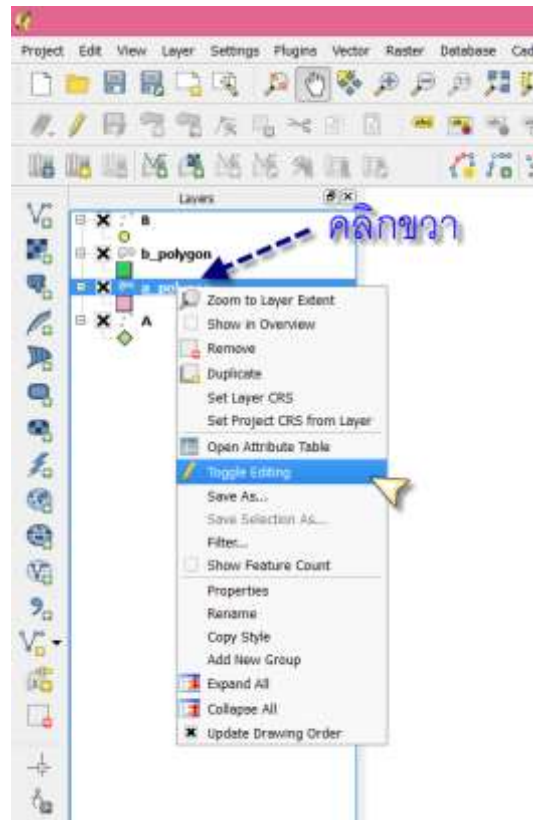 Project Edit View Layer Settings Plugins Vector Raster Database Cad
Layers
B
คลิกขวา
b_polygon
a_polyg
Zoom to Layer Extent
A
Show in Overview
Remove
Duplicate
Set Layer CRS
Set Project CRS from Layer
Open Attribute Table
Toggle Editing
Save As...
Save Selection As...
Filter...
Show Feature Count
Properties
Rename
Copy Style
Add New Group
Expand All
Collapse All
Update Drawing Order